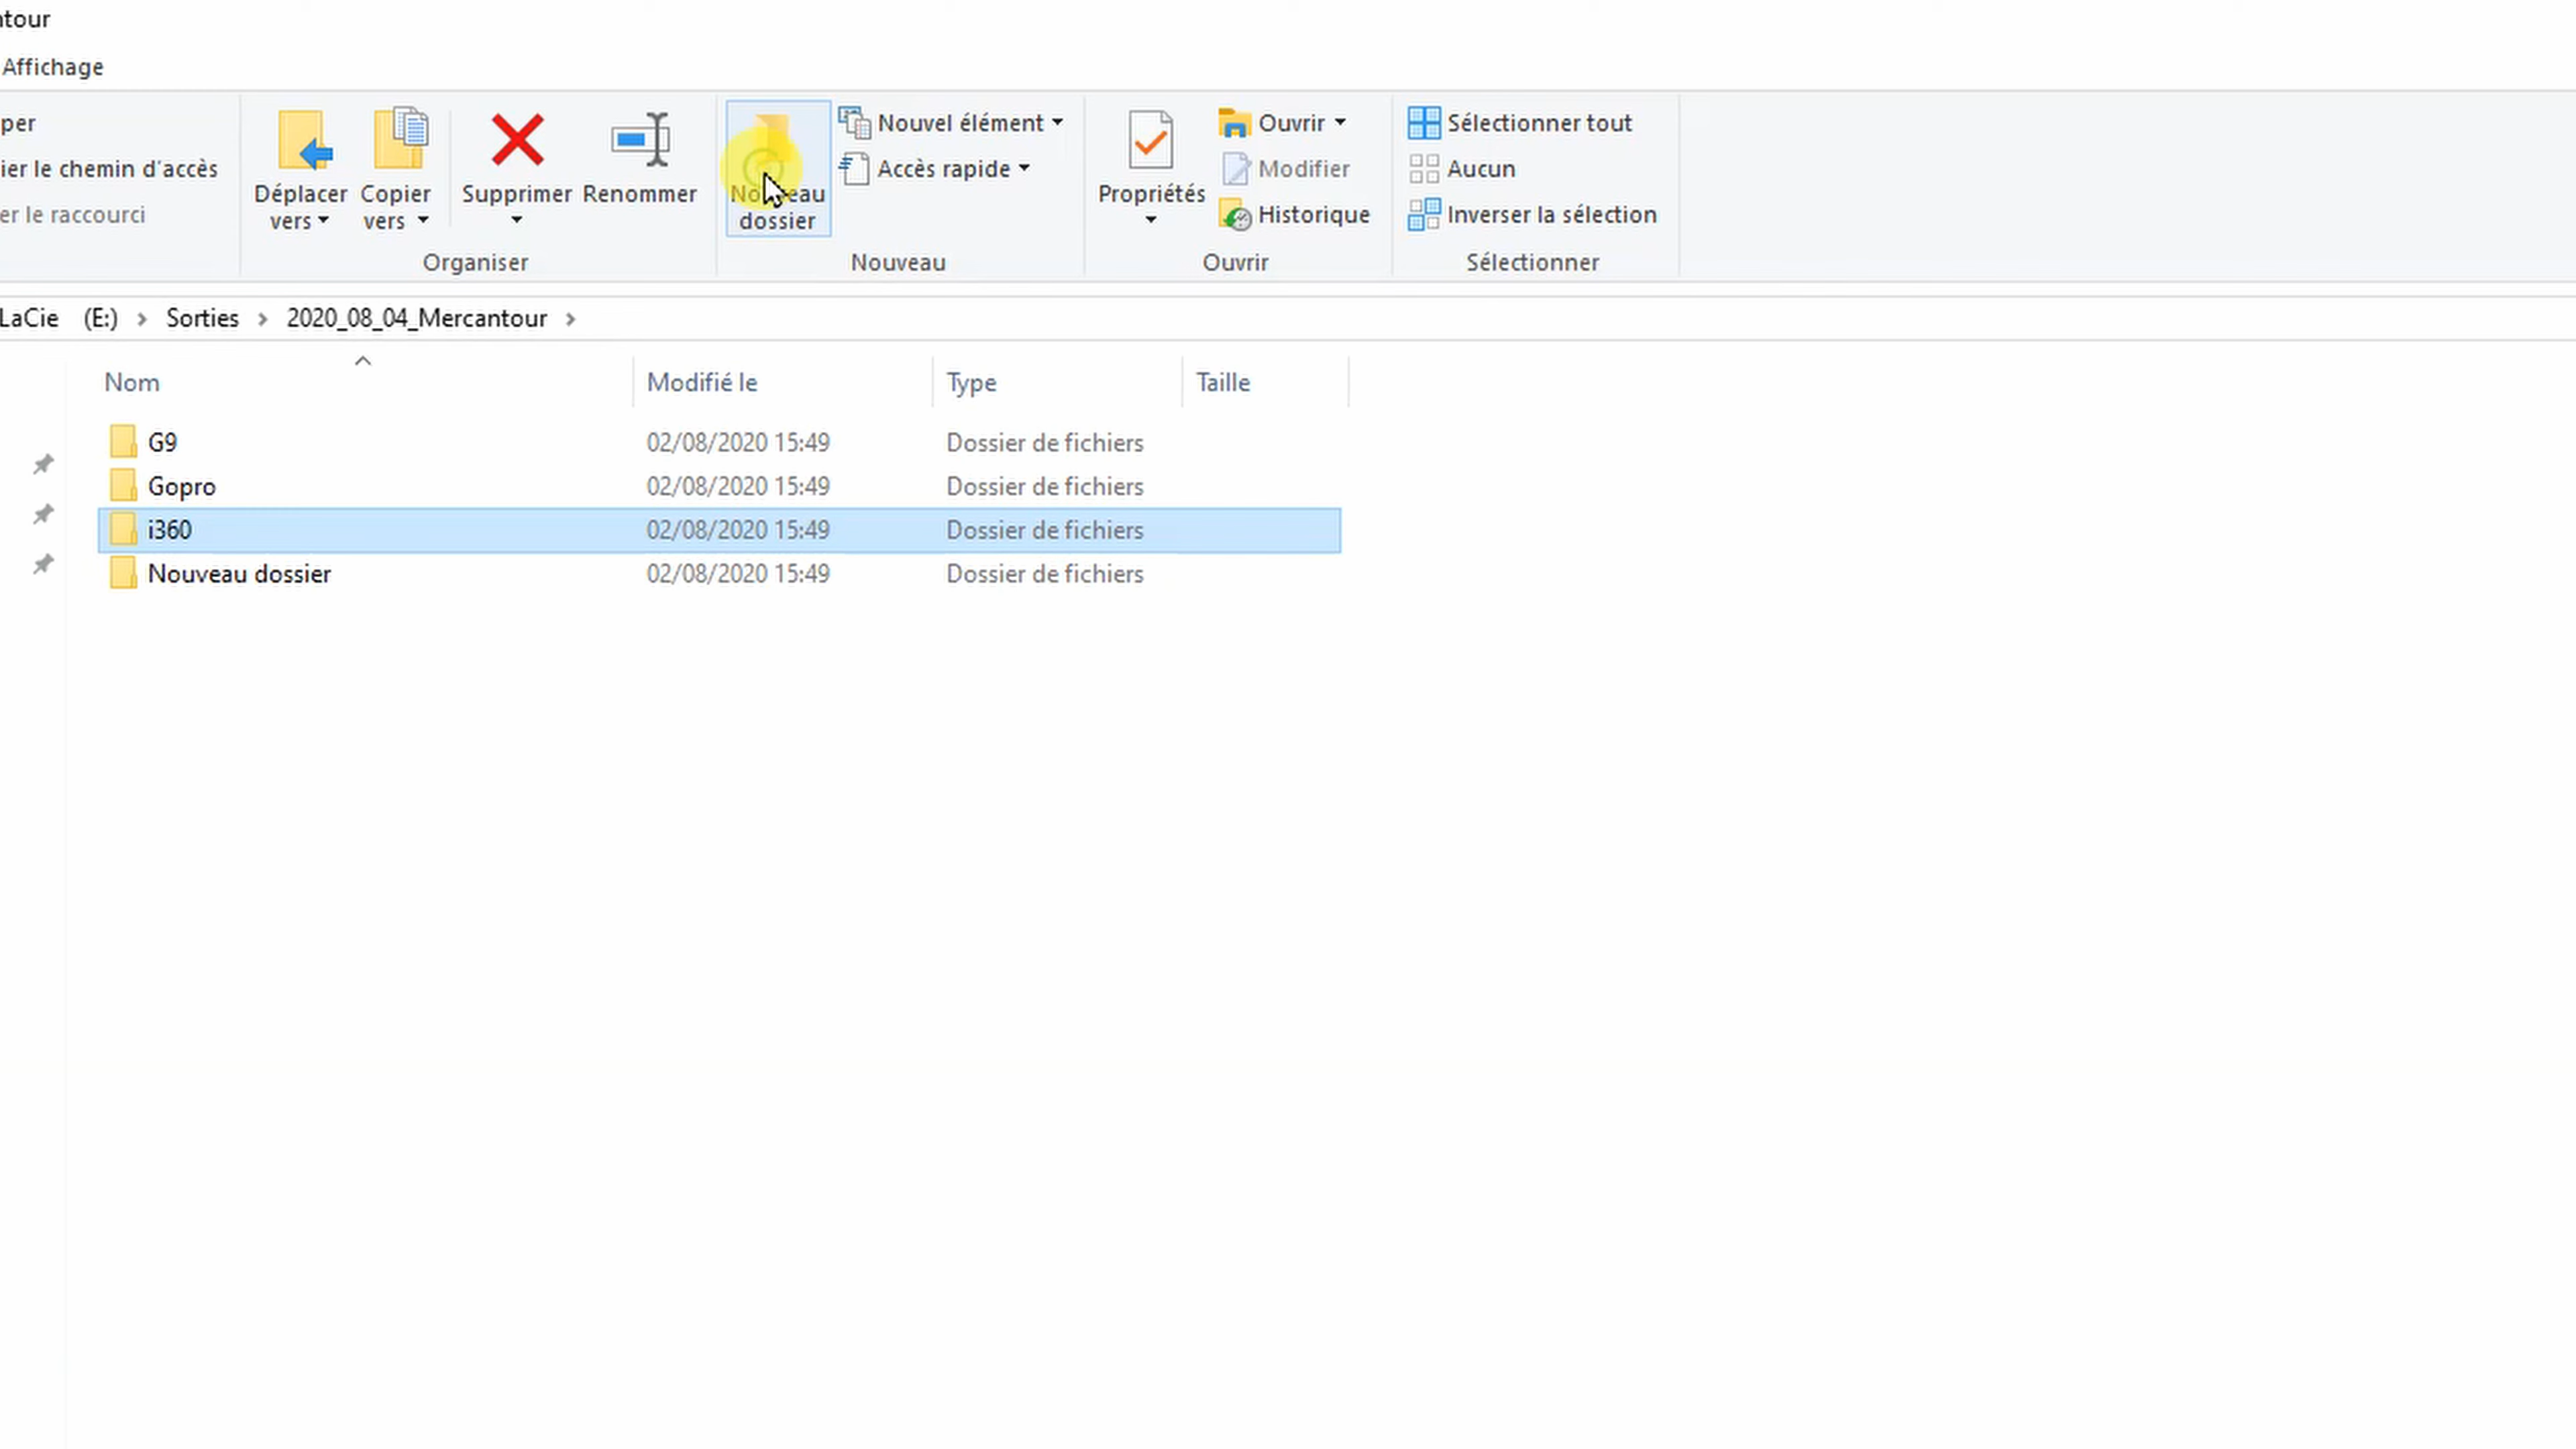 ntour
Affichage
per
ier le chemin d'accès
er le raccourci
Déplacer
vers
Copier
vers
Supprimer
Renommer
Organiser
Nouveau
dossier
Nouvel élément
Accès rapide
Nouveau
Propriétés
Ouvrir
Modifier
Historique
Ouvrir
Sélectionner tout
Aucun
Inverser la sélection
Sélectionner
LaCie (E:) > Sorties > 2020_08_04_Mercantour >
Nom Modifié le Type Taille
G9 02/08/2020 15:49 Dossier de fichiers
Gopro 02/08/2020 15:49 Dossier de fichiers
i360 02/08/2020 15:49 Dossier de fichiers
Nouveau dossier 02/08/2020 15:49 Dossier de fichiers